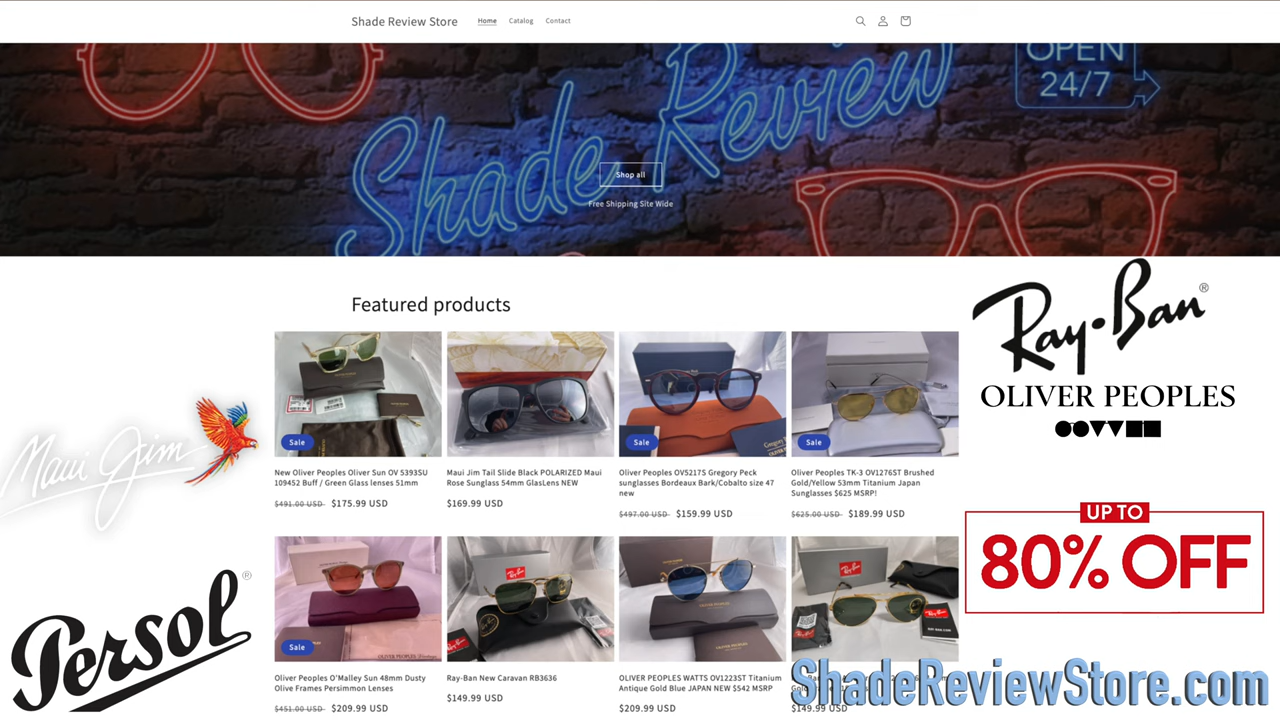 Shade Review Store
Home
Catalog
Contact
Shade Review
OPEN
24/7
Shop all
Free Shipping Site Wide
Featured products
Sale
New Oliver Peoples Oliver Sun OV 5393SU
109452 Buff / Green Glass lenses 51mm
$491.00 USD $175.99 USD
Maui Jim Tail Slide Black POLARIZED Maui
Rose Sunglass 54mm GlasLens NEW
$169.99 USD
Sale
Oliver Peoples OV5217S Gregory Peck
sunglasses Bordeaux Bark/Cobalto size 47
new
$497.00 USD $159.99 USD
Sale
Oliver Peoples TK-3 OV1276ST Brushed
Gold/Yellow 53mm Titanium Japan
Sunglasses $625 MSRP!
$625.00 USD $189.99 USD
Sale
Oliver Peoples O'Malley Sun 48mm Dusty
Olive Frames Persimmon Lenses
$451.00 USD $209.99 USD
Ray-Ban New Caravan RB3636
$149.99 USD
OLIVER PEOPLES WATTS OV1223ST Titanium
Antique Gold Blue JAPAN NEW $542 MSRP
$209.99 USD
$149.99 USD
Maui Jim
Persol
Ray-Ban
OLIVER PEOPLES
UP TO
80% OFF
ShadeReviewStore.com